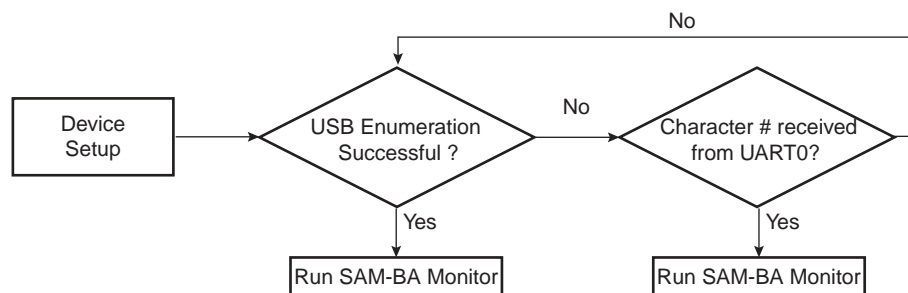 No
Device
Setup
USB Enumeration
Successful ?
No
Character # received
from UART0?
Yes
Yes
Run SAM-BA Monitor
Run SAM-BA Monitor